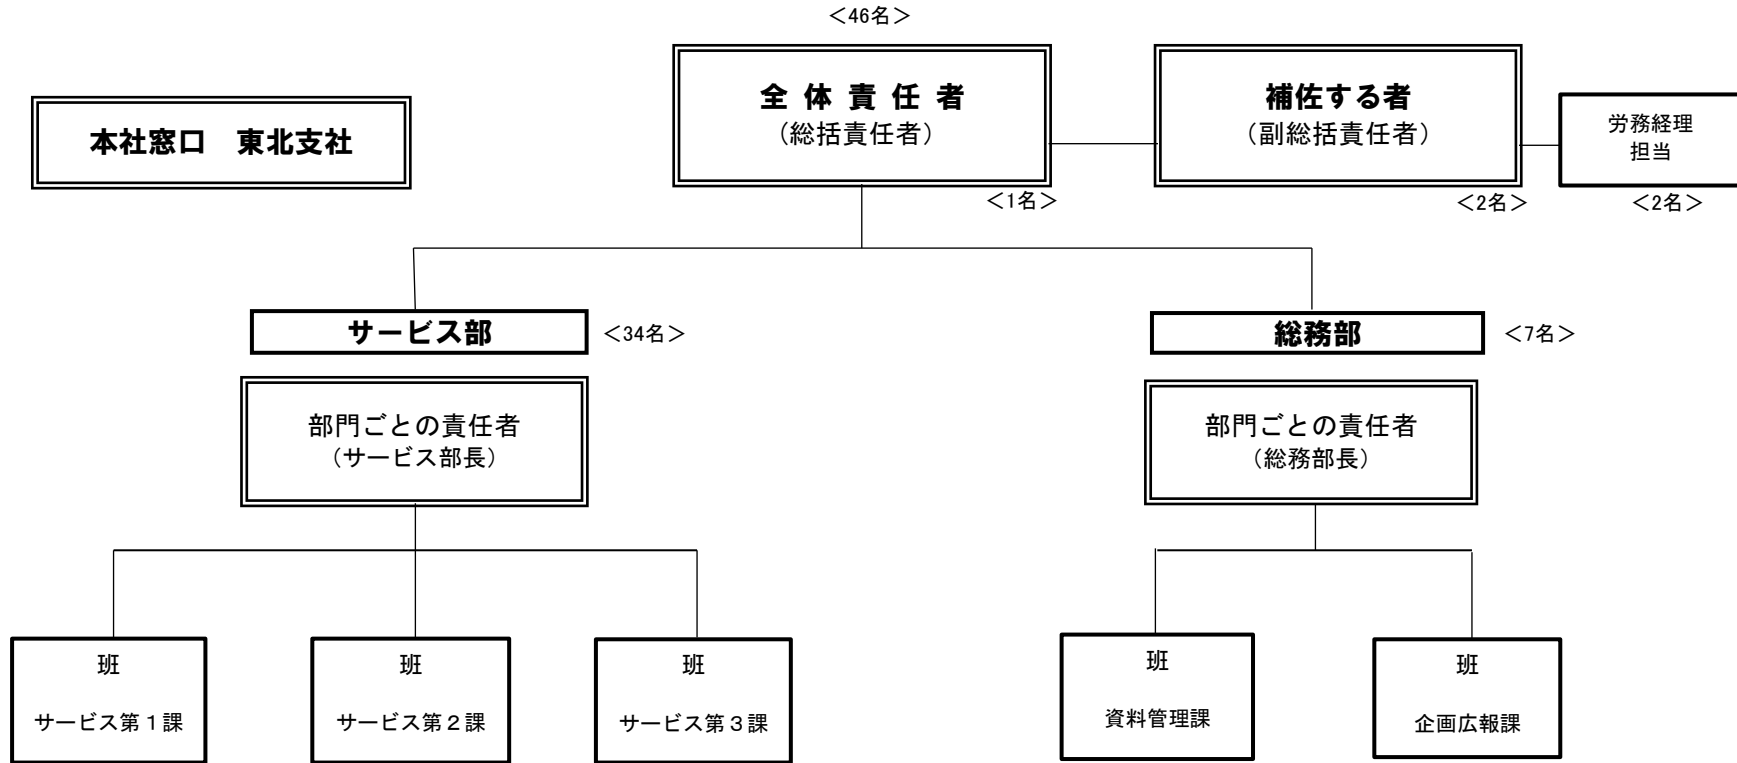 ＜46名＞
全 体 責 任 者
（総括責任者）
＜1名＞
補佐する者
（副総括責任者）
＜2名＞
労務経理
担当
＜2名＞
本社窓口　東北支社
サービス部
＜34名＞
総務部
＜7名＞
部門ごとの責任者
（サービス部長）
部門ごとの責任者
（総務部長）
班
サービス第１課
班
サービス第２課
班
サービス第３課
班
資料管理課
班
企画広報課